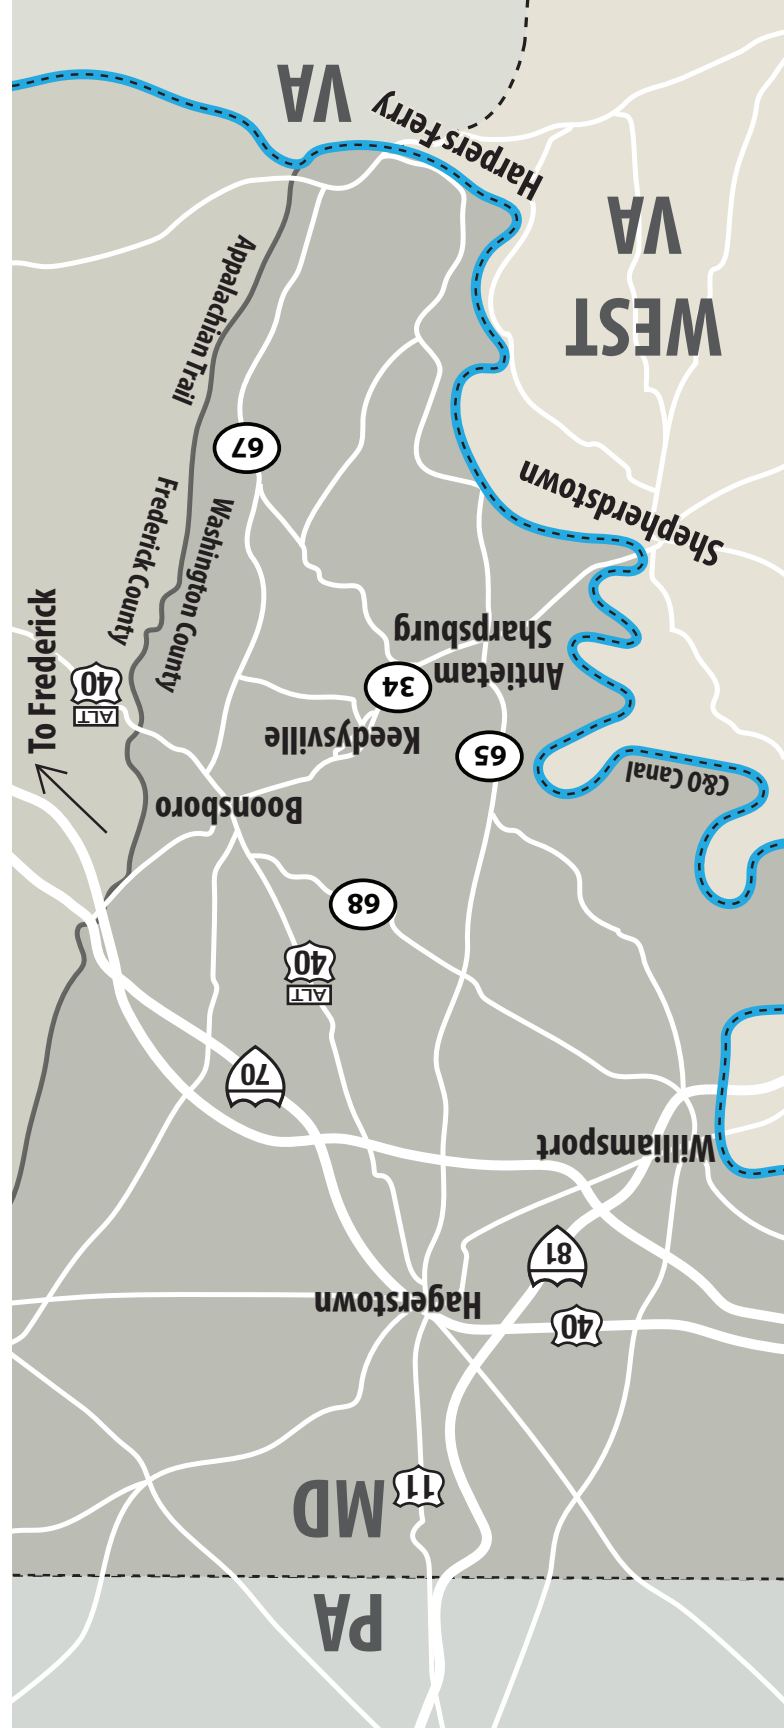 PA
MD
11
40
Hagerstown
81
Williamsport
70
ALT
40
68
C&O Canal
Boonsboro
65
Keedysville
To Frederick
ALT
40
34
Antietam
Sharpsburg
Washington County
Frederick County
Shepherdstown
67
Appalachian Trail
WEST
VA
Harpers Ferry
VA